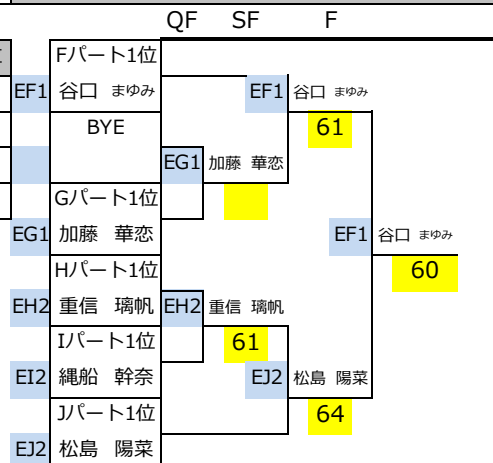 QF SF F
Fパート1位
EF1 谷口 まゆみ EF1 谷口 まゆみ
BYE 61
EG1 加藤 華恋
Gパート1位
EG1 加藤 華恋 EF1 谷口 まゆみ
Hパート1位 60
EH2 重信 璃帆 EH2 重信 璃帆
Iパート1位 61
EI2 縄船 幹奈 EJ2 松島 陽菜
Jパート1位 64
EJ2 松島 陽菜